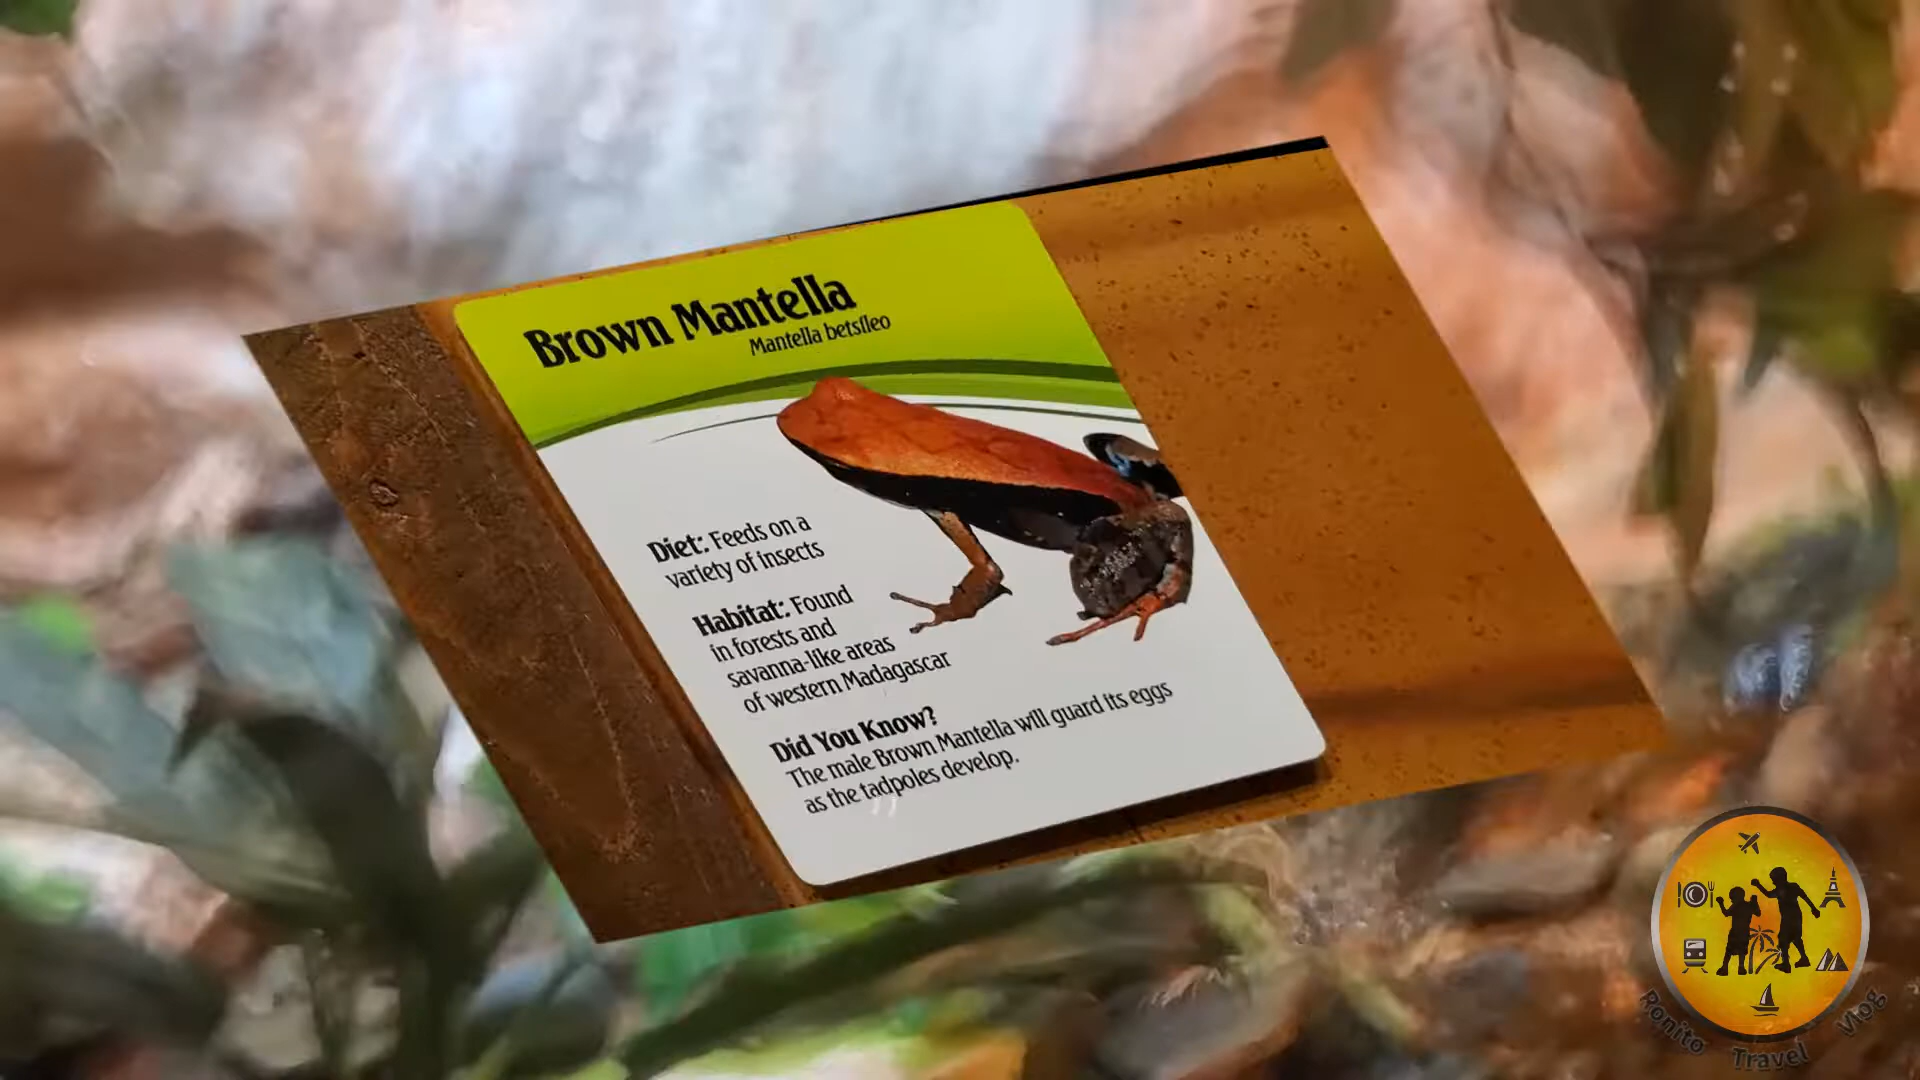 Brown Mantella
Mantella betsileo
Diet: Feeds on a
variety of insects
Habitat: Found
in forests and
savanna-like areas
of western Madagascar
Did You Know?
The male Brown Mantella will guard its eggs
as the tadpoles develop.
Ronito Travel Vlog